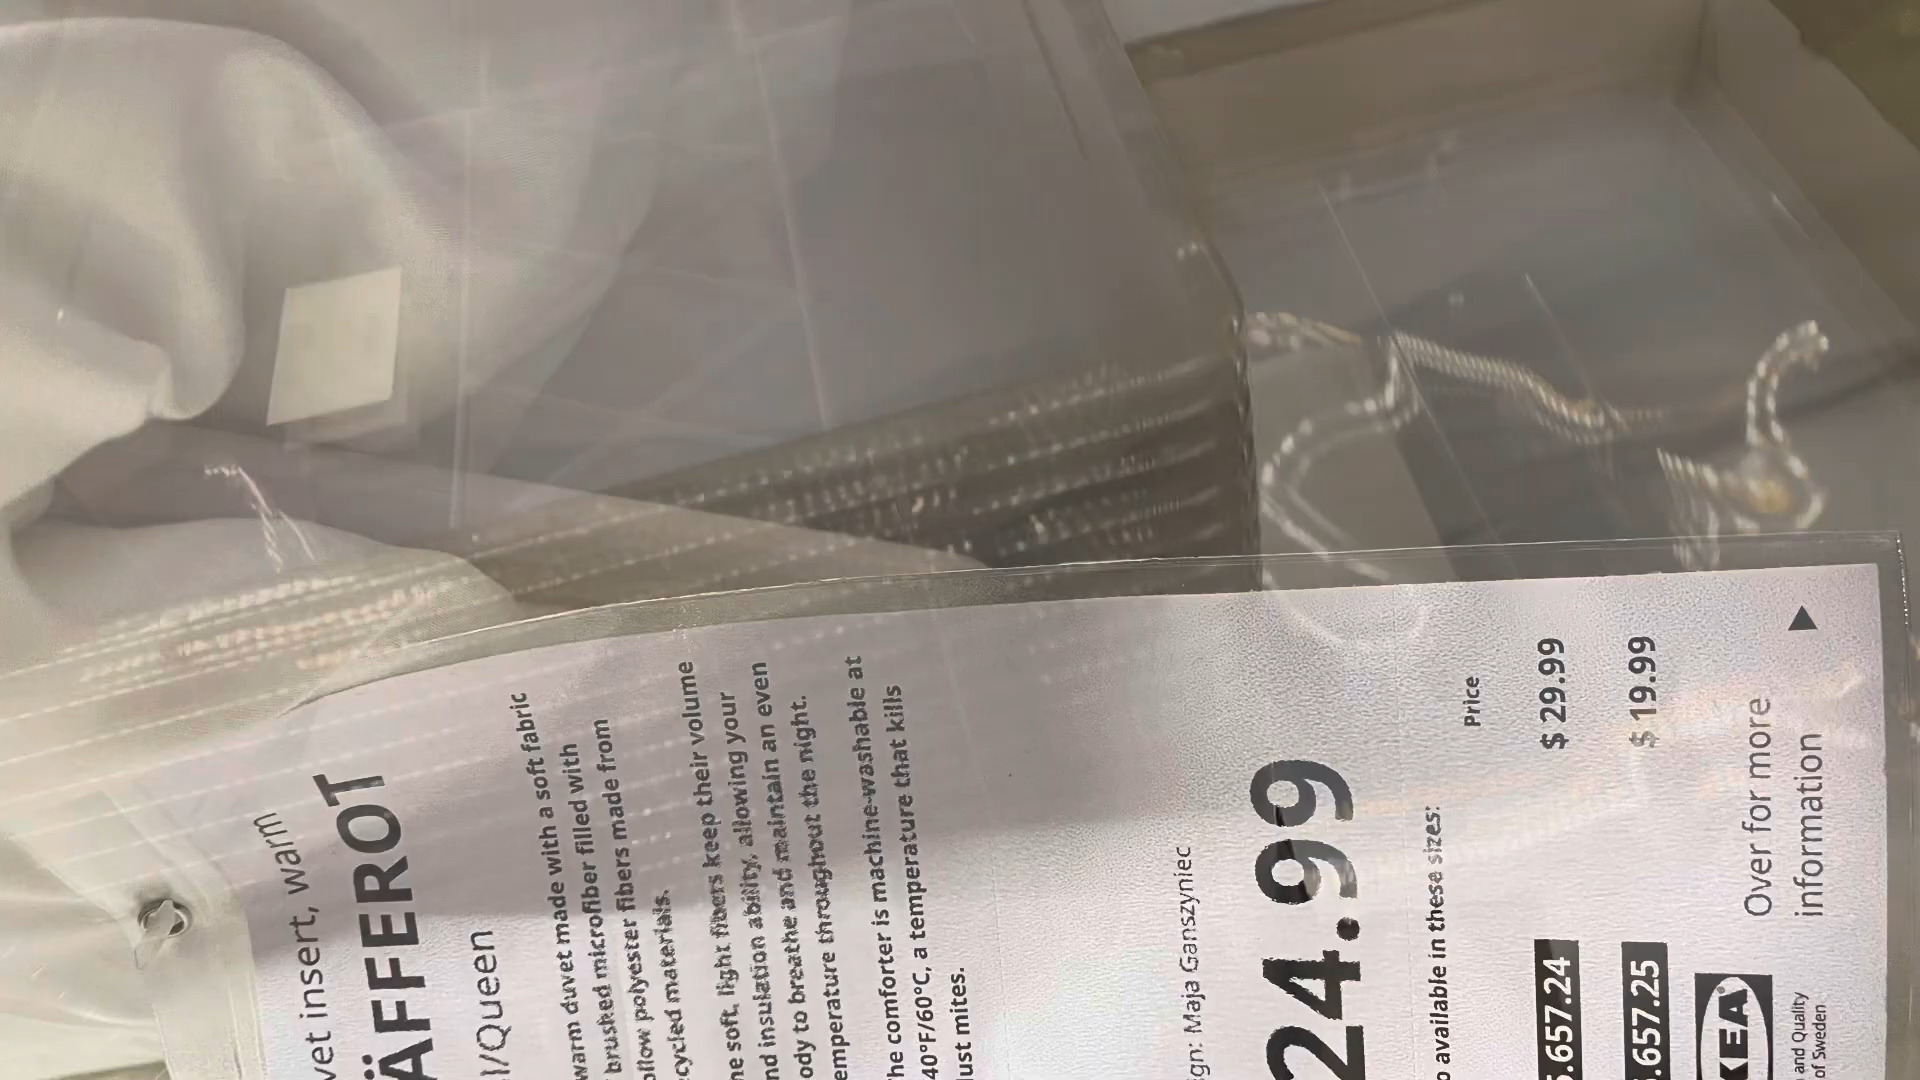 vet insert, warm
ÄFFEROT
l/Queen
warm duvet made with a soft fabric
brushed microfiber filled with
ollow polyester fibers made from
ecycled materials.
he soft, light fibers keep their volume
nd insulation ability, allowing your
ody to breathe and maintain an even
emperature throughout the night.
he comforter is machine-washable at
40°F/60°C, a temperature that kills
ust mites.
ign: Maja Ganszyniec
24.99
o available in these sizes:
Price
.657.24 $ 29.99
.657.25 $ 19.99
KEA
and Quality
of Sweden
Over for more
information